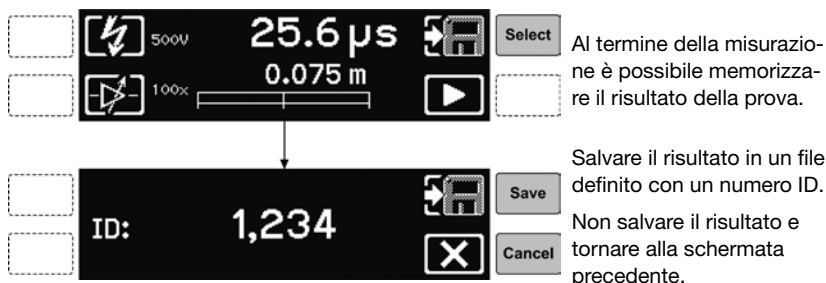 500V
25.6 µs
Select
100x
0.075 m
Al termine della misurazio-
ne è possibile memorizza-
re il risultato della prova.
ID:
1,234
Save
Cancel
Salvare il risultato in un file
definito con un numero ID.
Non salvare il risultato e
tornare alla schermata
precedente.